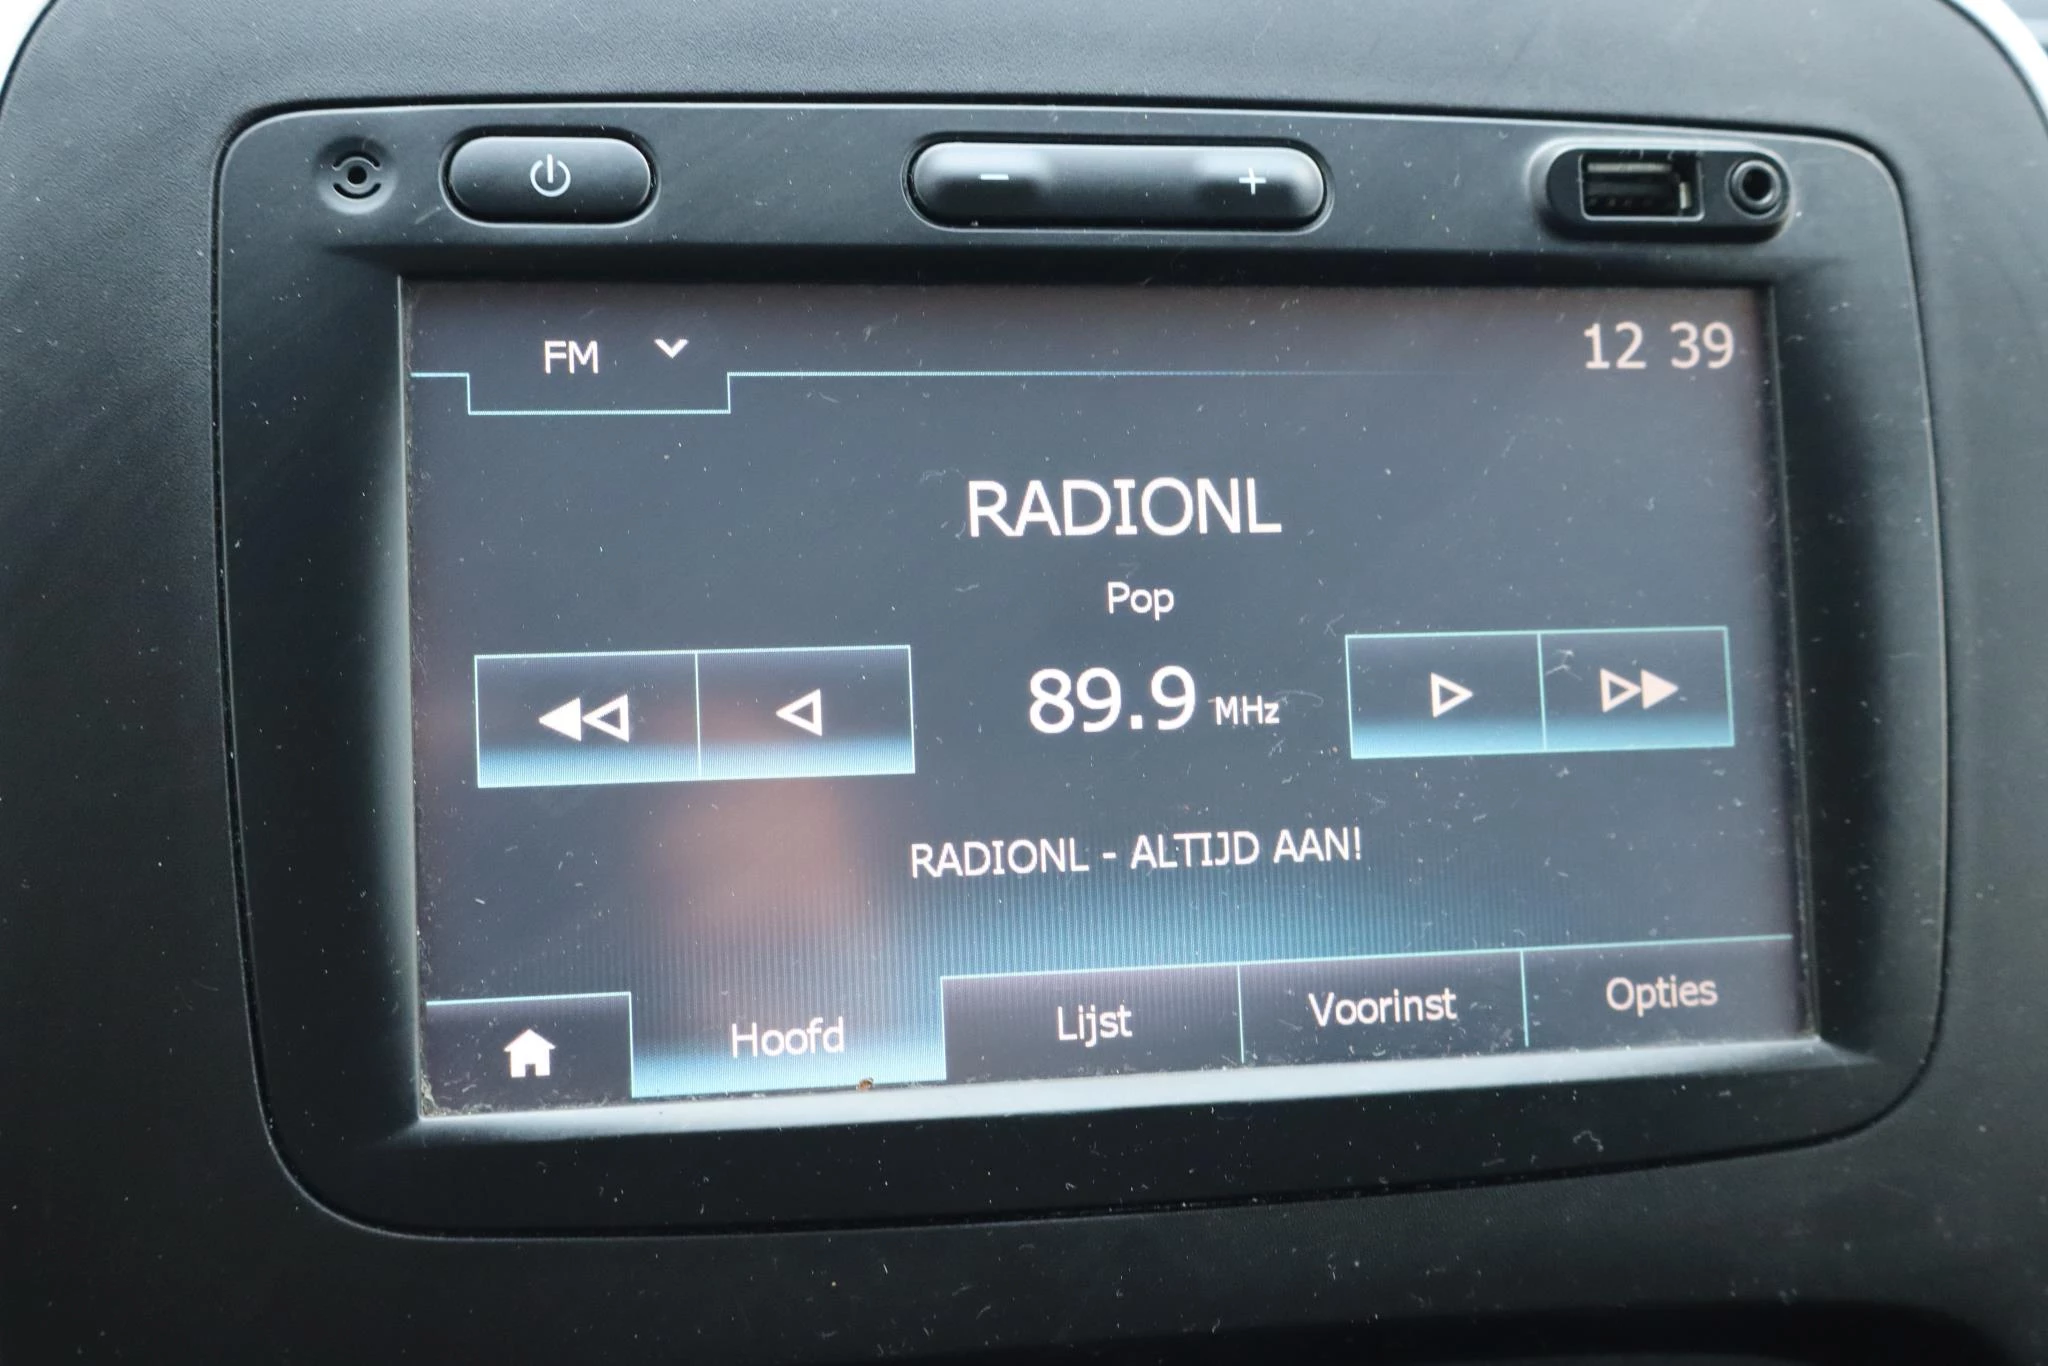 FM
12 39
RADIONL
Pop
89.9 MHz
RADIONL - ALTIJD AAN!
Hoofd
Lijst
Voorinst
Opties